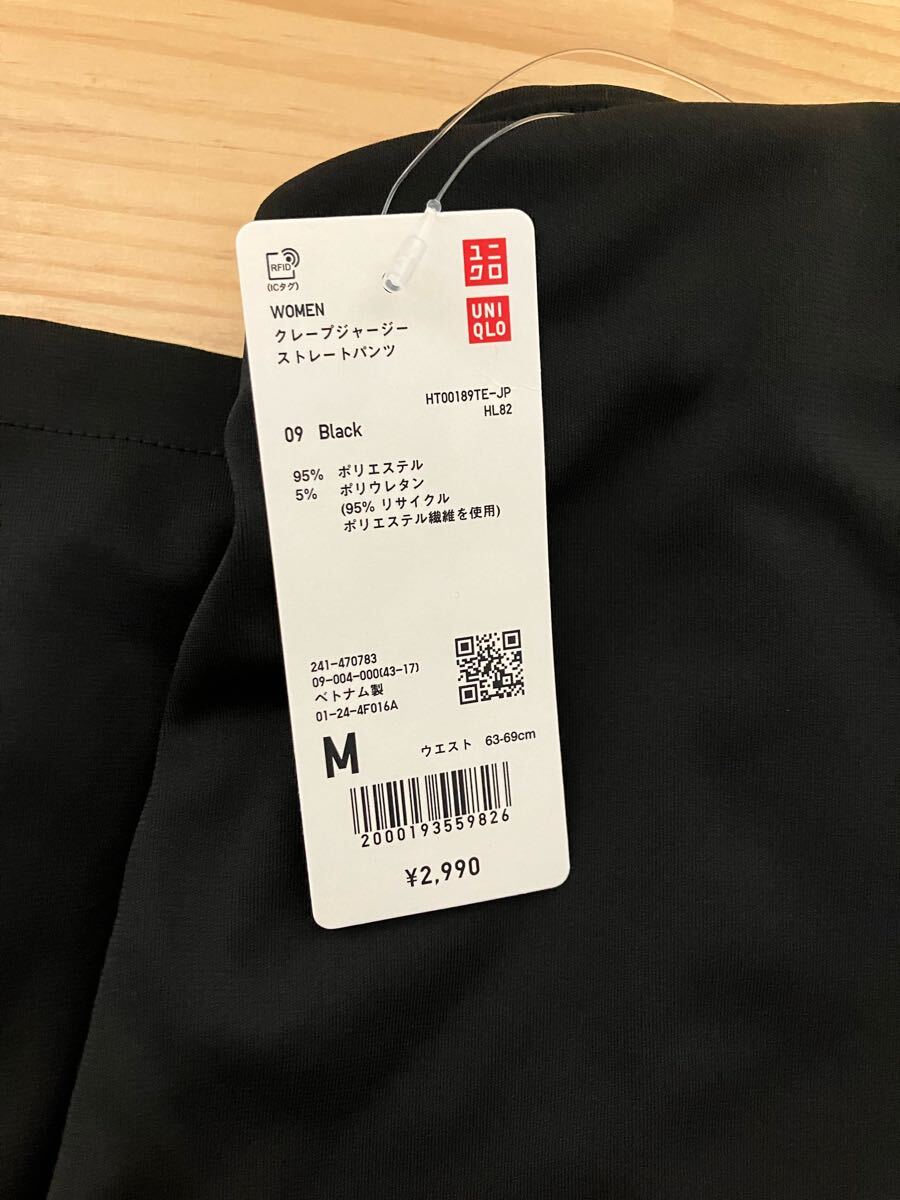 RFID
(ICタグ)
ユニ
クロ
UNI
QLO
WOMEN
クレープジャージー
ストレートパンツ
HT00189TE-JP
HL82
09 Black
95% ポリエステル
5% ポリウレタン
(95% リサイクル
ポリエステル繊維を使用)
241-470783
09-004-000(43-17)
ベトナム製
01-24-4F016A
M ウエスト 63-69cm
2000193559826
¥2,990